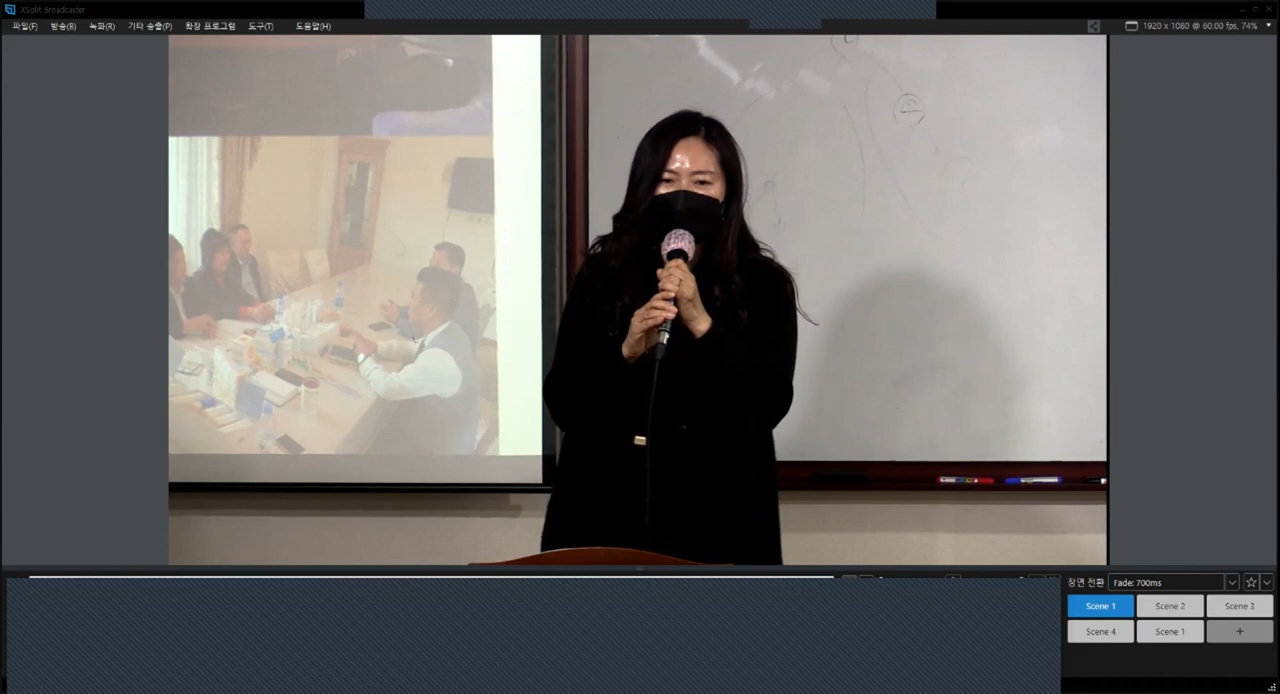 XSplit Broadcaster
파일(F) 방송(B) 녹화(R) 기타 송출(P) 확장 프로그램 도구(T) 도움말(H)
1920 x 1080 @ 60.00 fps, 74%
장면 전환 Fade: 700ms
Scene 1 Scene 2 Scene 3
Scene 4 Scene 1 +